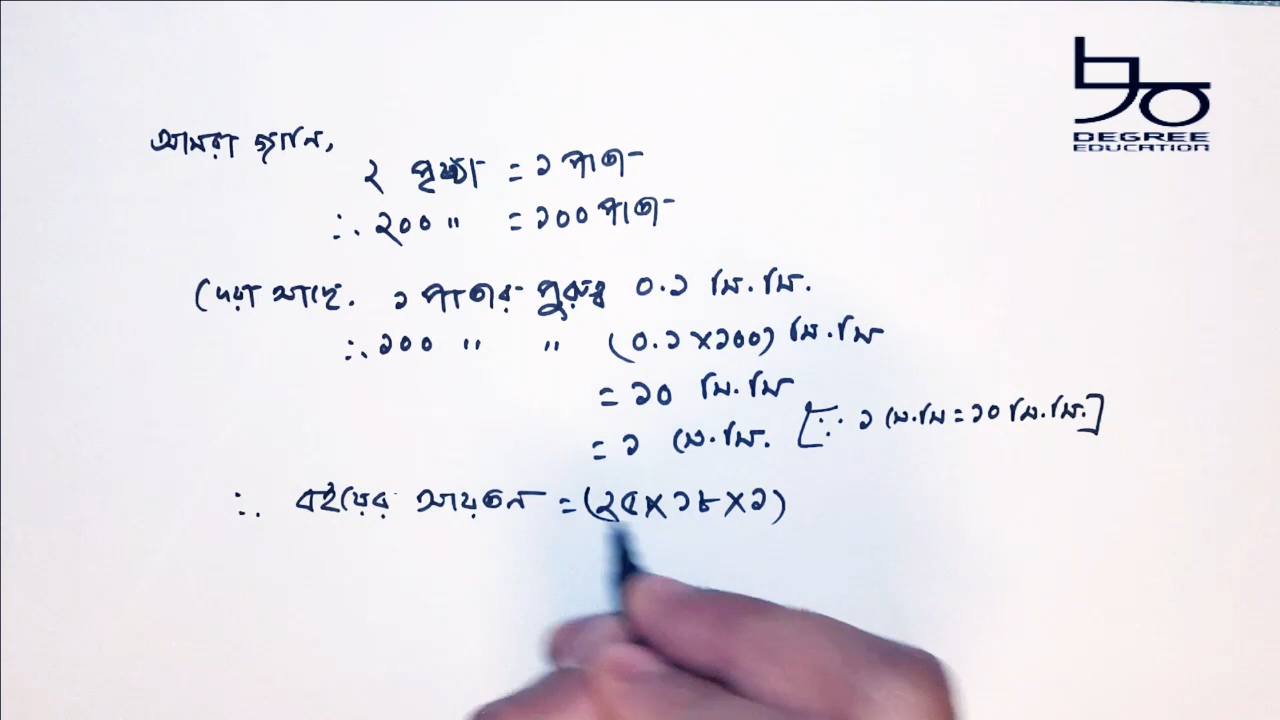 DEGREE
EDUCATION
আমরা জানি,
২ পৃষ্ঠা = ১ পাতা
∴ ২০০ " = ১০০ পাতা
দেয়া আছে, ১ পাতার পুরুত্ব ০.১ মি.মি.
∴ ১০০ " " (০.১×১০০) মি.মি
= ১০ মি.মি
= ১ সে.মি. [∵ ১ সে.মি = ১০ মি.মি.]
∴ বইয়ের আয়তন = (২৫×১৮×১)